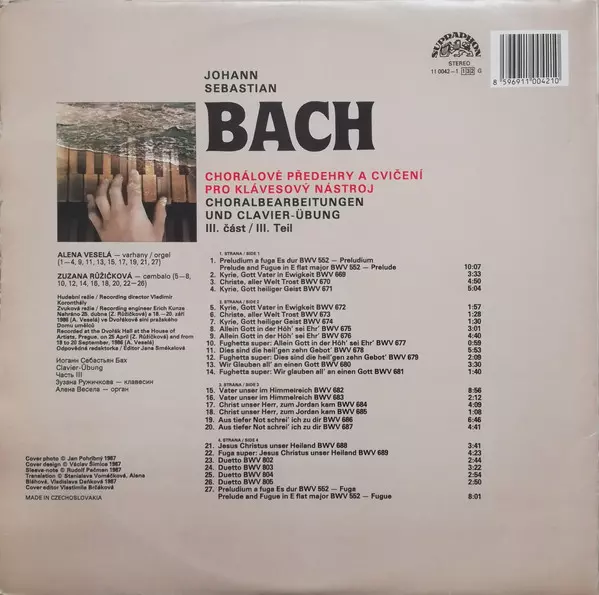 SUPRAPHON
STEREO
11 0042-1 132 G
8 596911 004210
JOHANN
SEBASTIAN
BACH
CHORÁLOVÉ PŘEDEHRY A CVIČENÍ
PRO KLÁVESOVÝ NÁSTROJ
CHORALBEARBEITUNGEN
UND CLAVIER-ÜBUNG
III. část / III. Teil
ALENA VESELÁ — varhany / orgel
(1—4, 9, 11, 13, 15, 17, 19, 21, 27)
ZUZANA RŮŽIČKOVÁ — cembalo (5—8,
10, 12, 14, 16, 18, 20, 22—26)
Hudební režie / Recording director Vladimír
Koronthály
Zvuková režie / Recording engineer Erich Kunze
Nahráno 25. dubna (Z. Růžičková) a 18.—20. září
1986 (A. Veselá) ve Dvořákově síni pražského
Domu umělců
Recorded at the Dvořák Hall at the House of
Artists, Prague, on 25 April (Z. Růžičková) and from
18 to 20 September, 1986 (A. Veselá)
Odpovědná redaktorka / Editor Jana Smékalová
Иоганн Себастьян Бах
Clavier-Übung
Часть III
Зузана Ружичкова — клавесин
Алена Весела — орган
1. STRANA / SIDE 1
1. Preludium a fuga Es dur BWV 552 — Preludium
Prelude and Fugue in E flat major BWV 552 — Prelude 10:07
2. Kyrie, Gott Vater in Ewigkeit BWV 669 3:33
3. Christe, aller Welt Trost BWV 670 4:50
4. Kyrie, Gott heiliger Geist BWV 671 5:04
2. STRANA / SIDE 2
5. Kyrie, Gott Vater in Ewigkeit BWV 672 1:57
6. Christe, aller Welt Trost BWV 673 1:28
7. Kyrie, Gott heiliger Geist BWV 674 1:30
8. Allein Gott in der Höh' sei Ehr' BWV 675 3:01
9. Allein Gott in der Höh' sei Ehr' BWV 676 4:40
10. Fughetta super: Allein Gott in der Höh' sei Ehr' BWV 677 0:59
11. Dies sind die heil'gen zehn Gebot' BWV 678 5:53
12. Fughetta super: Dies sind die heil'gen zehn Gebot' BWV 679 2:09
13. Wir Glauben all' an einen Gott BWV 680 3:31
14. Fughetta super: Wir glauben all' an einen Gott BWV 681 1:40
3. STRANA / SIDE 3
15. Vater unser im Himmelreich BWV 682 8:56
16. Vater unser im Himmelreich BWV 683 2:12
17. Christ unser Herr, zum Jordan kam BWV 684 4:09
18. Christ unser Herr, zum Jordan kam BWV 685 1:08
19. Aus tiefer Not schrei' ich zu dir BWV 686 6:46
20. Aus tiefer Not schrei' ich zu dir BWV 687 4:41
4. STRANA / SIDE 4
21. Jesus Christus unser Heiland BWV 688 3:41
22. Fuga super: Jesus Christus unser Heiland BWV 689 4:23
23. Duetto BWV 802 2:44
24. Duetto BWV 803 3:22
25. Duetto BWV 804 2:54
26. Duetto BWV 805 2:50
27. Preludium a fuga Es dur BWV 552 — Fuga
Prelude and Fugue in E flat major BWV 552 — Fugue 8:01
Cover photo © Jan Pohribný 1987
Cover design © Václav Šimice 1987
Sleeve-note © Rudolf Pečman 1987
Translation © Stanislava Vomáčková, Alena
Bláhová, Vladislava Daňková 1987
Cover editor Vlastimila Brčáková
MADE IN CZECHOSLOVAKIA